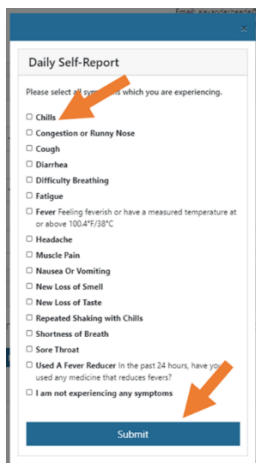 ×
Daily Self-Report
Please select all symptoms which you are experiencing.
Chills
Congestion or Runny Nose
Cough
Diarrhea
Difficulty Breathing
Fatigue
Fever Feeling feverish or have a measured temperature at
or above 100.4°F/38°C
Headache
Muscle Pain
Nausea Or Vomiting
New Loss of Smell
New Loss of Taste
Repeated Shaking with Chills
Shortness of Breath
Sore Throat
Used A Fever Reducer In the past 24 hours, have you
used any medicine that reduces fevers?
I am not experiencing any symptoms
Submit